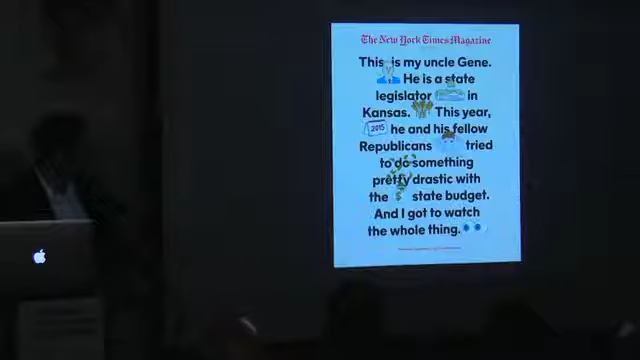 The New York Times Magazine
This is my uncle Gene.
He is a state
legislator in
Kansas. This year,
2015 he and his fellow
Republicans tried
to do something
pretty drastic with
the state budget.
And I got to watch
the whole thing.